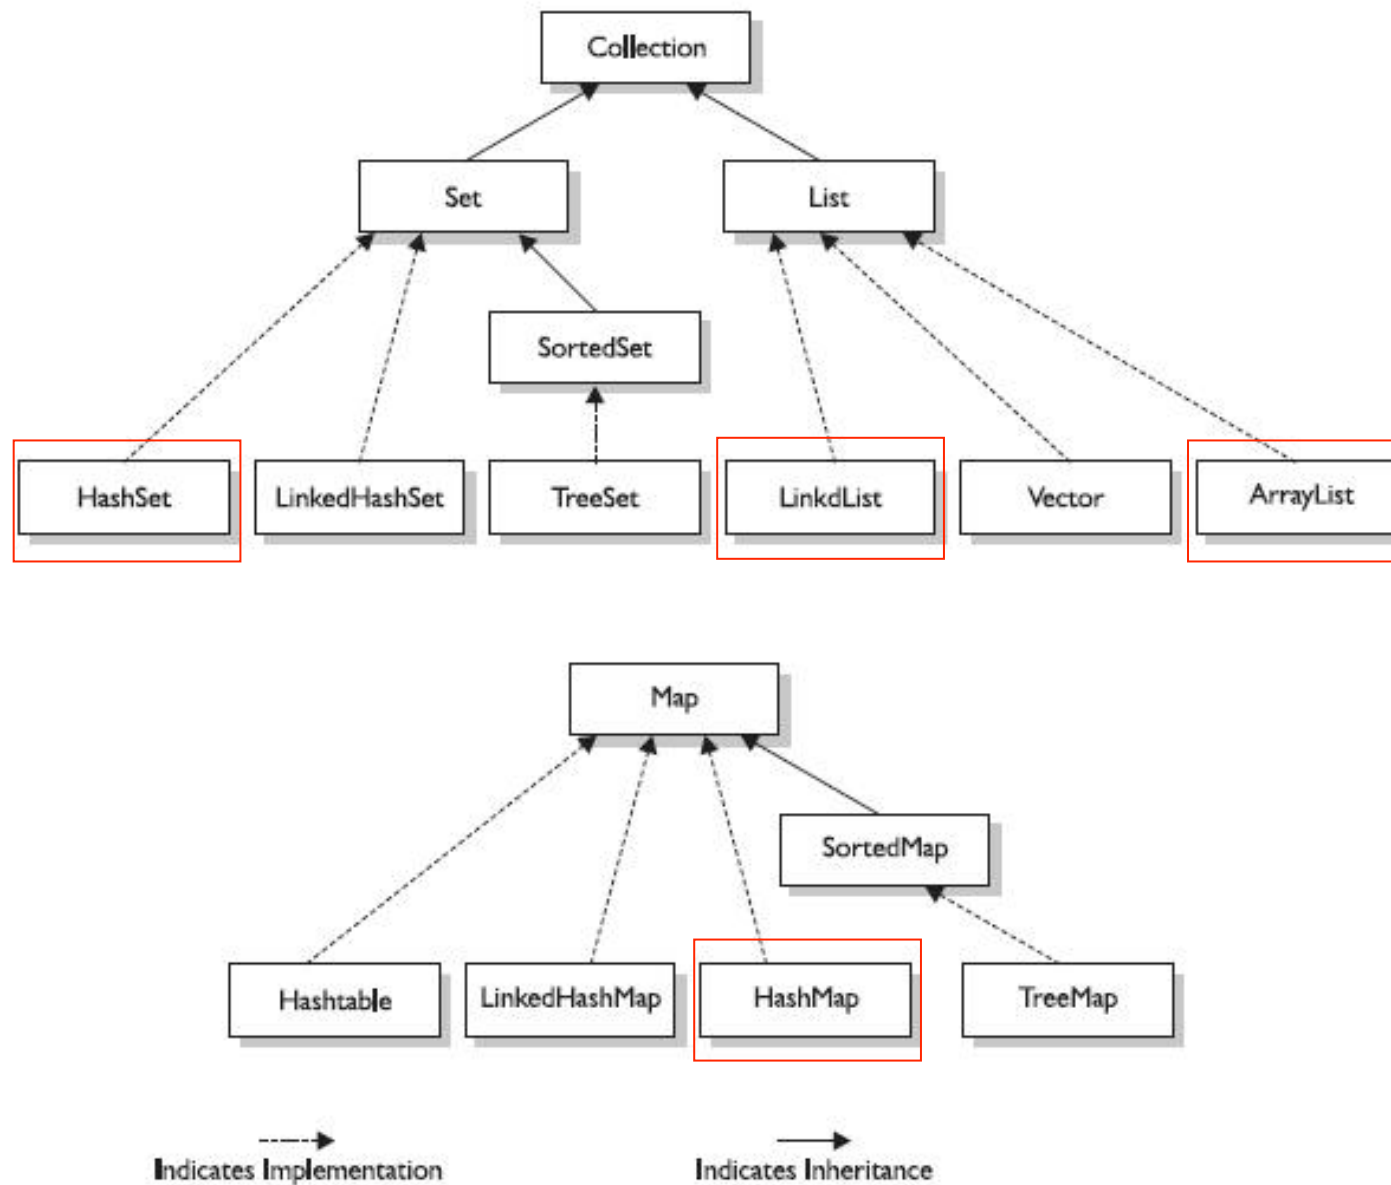 Collection
Set
List
SortedSet
HashSet
LinkedHashSet
TreeSet
LinkdList
Vector
ArrayList
Map
SortedMap
Hashtable
LinkedHashMap
HashMap
TreeMap
Indicates Implementation
Indicates Inheritance